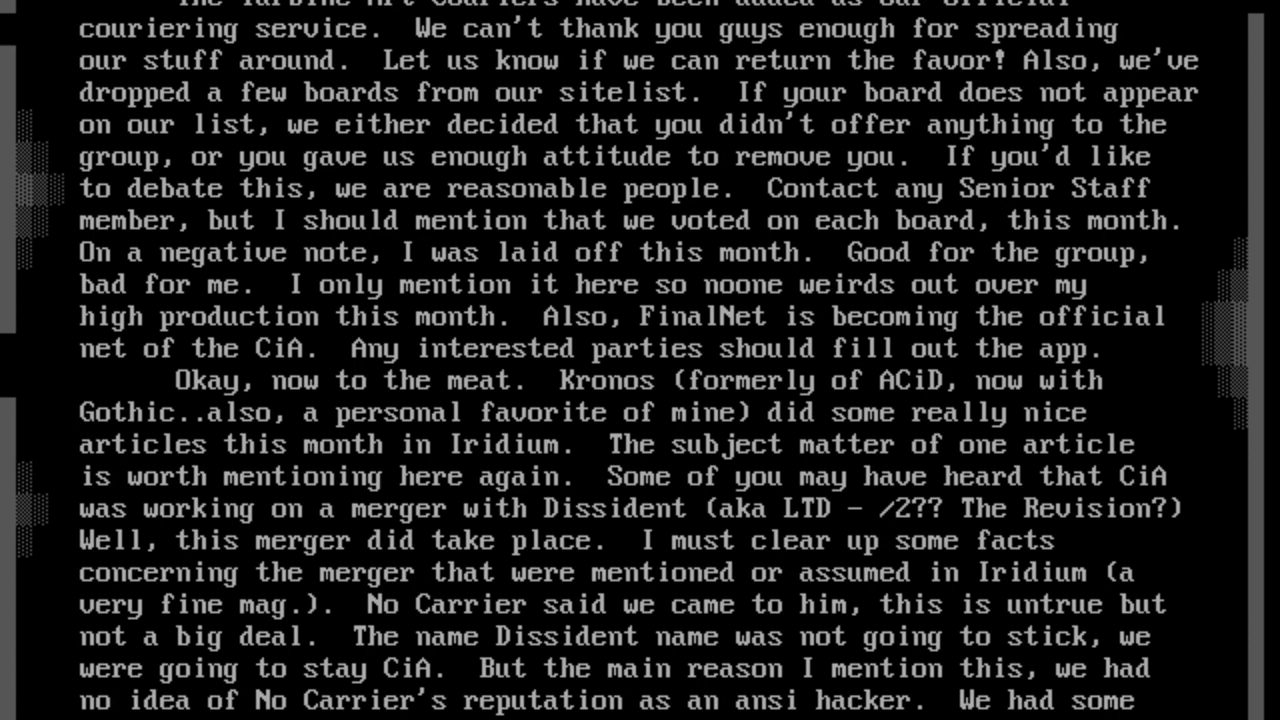 The Turbine Art Couriers have been added as our official
couriering service.  We can't thank you guys enough for spreading
our stuff around.  Let us know if we can return the favor! Also, we've
dropped a few boards from our sitelist.  If your board does not appear
on our list, we either decided that you didn't offer anything to the
group, or you gave us enough attitude to remove you.  If you'd like
to debate this, we are reasonable people.  Contact any Senior Staff
member, but I should mention that we voted on each board, this month.
On a negative note, I was laid off this month.  Good for the group,
bad for me.  I only mention it here so noone weirds out over my
high production this month.  Also, FinalNet is becoming the official
net of the CiA.  Any interested parties should fill out the app.
Okay, now to the meat.  Kronos (formerly of ACiD, now with
Gothic..also, a personal favorite of mine) did some really nice
articles this month in Iridium.  The subject matter of one article
is worth mentioning here again.  Some of you may have heard that CiA
was working on a merger with Dissident (aka LTD - /2?? The Revision?)
Well, this merger did take place.  I must clear up some facts
concerning the merger that were mentioned or assumed in Iridium (a
very fine mag.).  No Carrier said we came to him, this is untrue but
not a big deal.  The name Dissident name was not going to stick, we
were going to stay CiA.  But the main reason I mention this, we had
no idea of No Carrier's reputation as an ansi hacker.  We had some